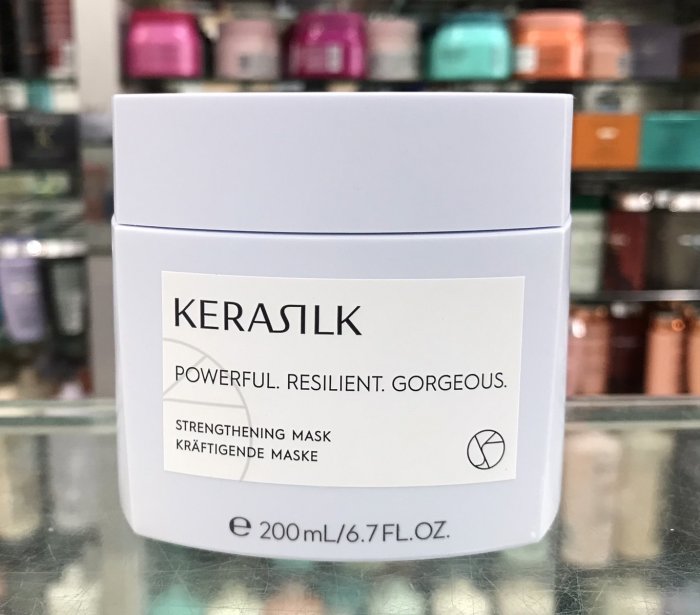 KERASILK
POWERFUL. RESILIENT. GORGEOUS.
STRENGTHENING MASK
KRÄFTIGENDE MASKE
℮ 200mL/6.7FL.OZ.